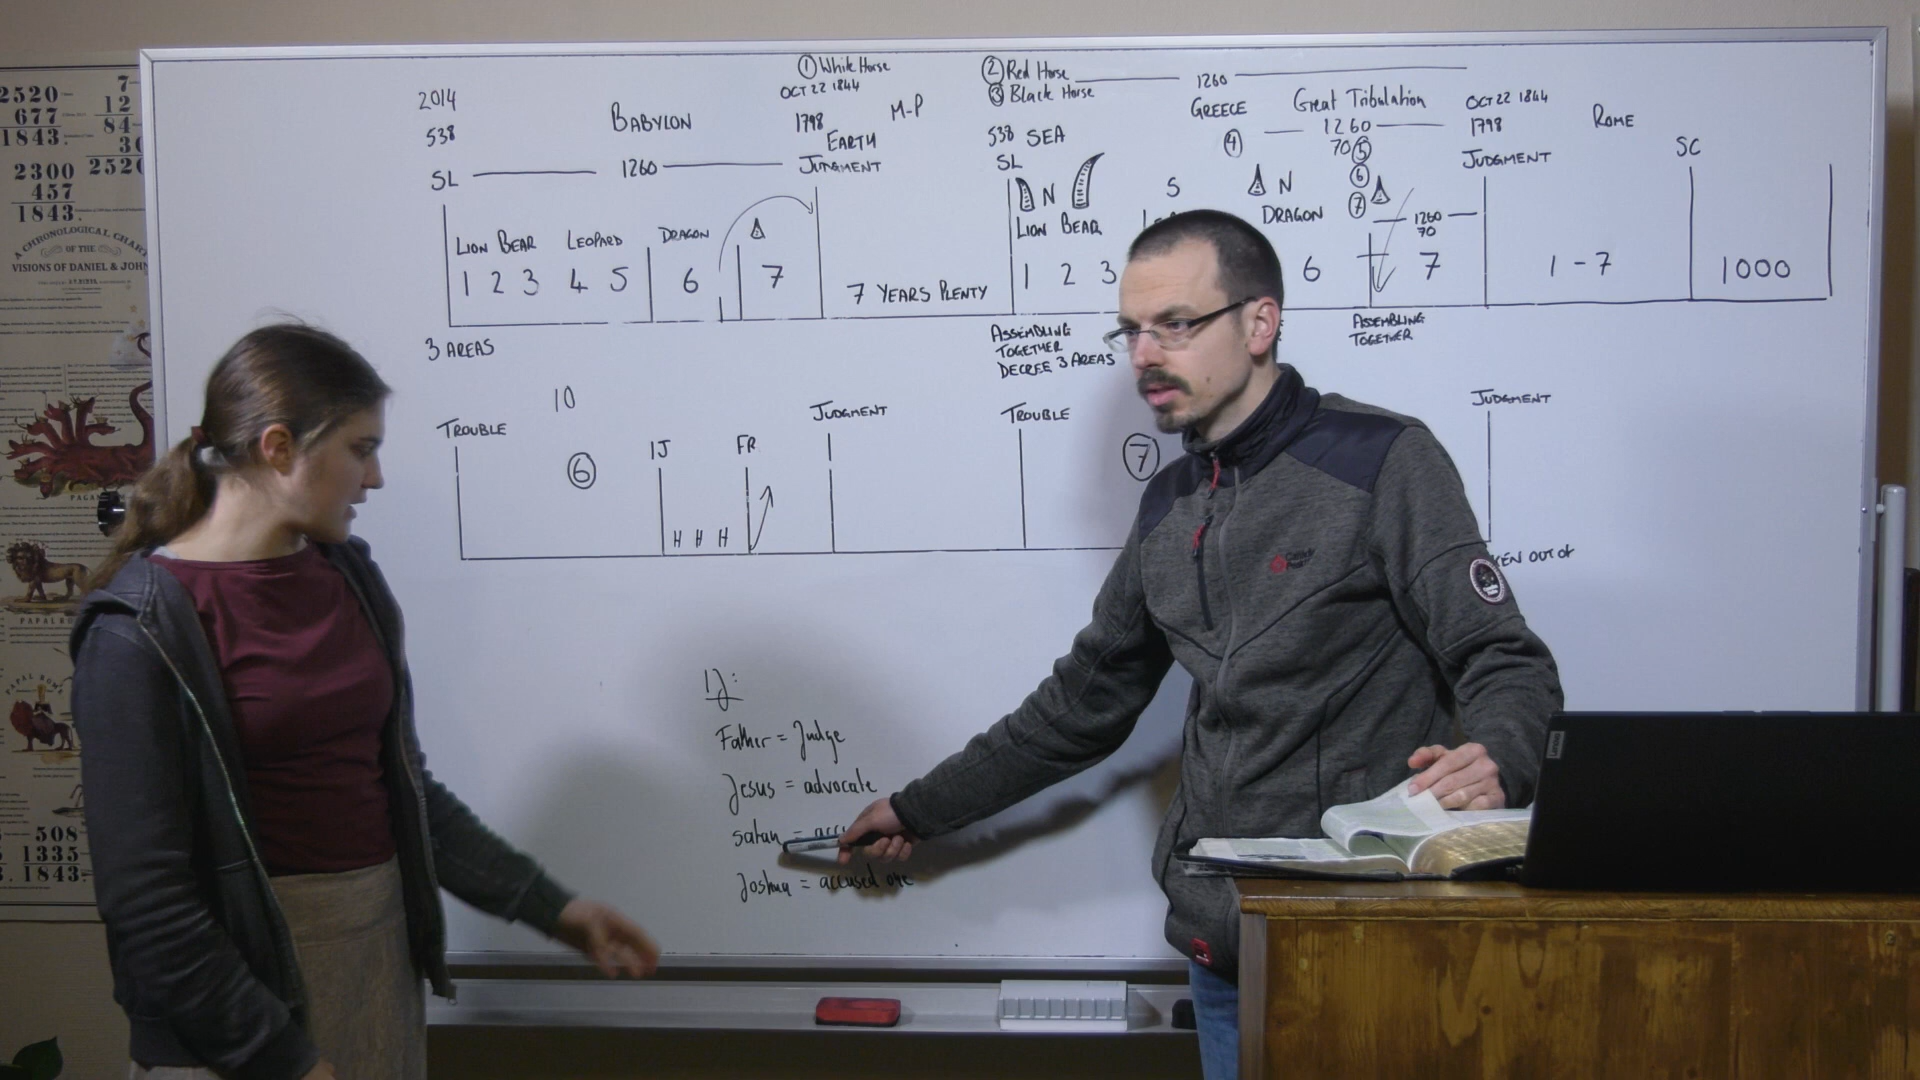 2014
538
BABYLON
① White Horse
OCT 22 1844
1798
EARTH
M-P
② Red Horse
③ Black Horse
1260
GREECE
Great Tribulation
OCT 22 1844
1798
ROME
538 SEA
SL
④
1260
70 ⑤
⑥
⑦
JUDGMENT
SC
SL
1260
JUDGMENT
N
S
N
LION BEAR
LEOPARD
DRAGON
LION BEAR
DRAGON
1260
70
1 2 3 4 5
6
7
7 YEARS PLENTY
1 2 3
6
7
1-7
1000
3 AREAS
ASSEMBLING
TOGETHER
DECREE 3 AREAS
ASSEMBLING
TOGETHER
10
TROUBLE
⑥
IJ
FR
JUDGMENT
TROUBLE
⑦
JUDGMENT
H H H
OUT OF
IJ:
Father = Judge
Jesus = advocate
satan =
Joshua = accused one
2520
677
1843.
2300
457
1843.
7
12
84
2520
A CHRONOLOGICAL CHART
OF THE
VISIONS OF DANIEL & JOHN
PAGAN
PAPAL ROME
508
1335
1843
Lenovo